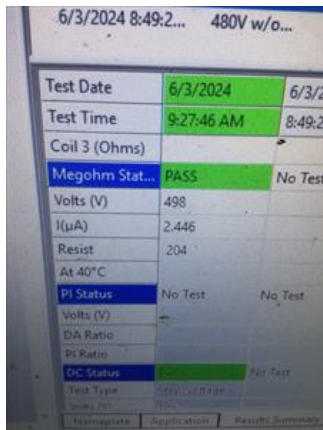 6/3/2024 8:49:2... 480V w/o...
Test Date 6/3/2024 6/3/2
Test Time 9:27:46 AM 8:49:2
Coil 3 (Ohms)
Megohm Stat... PASS No Test
Volts (V) 498
I(µA) 2.446
Resist 204
At 40°C
PI Status No Test No Test
Volts (V)
DA Ratio
PI Ratio
DC Status No Test
Test Type Step Voltage
Nameplate Application Results Summary